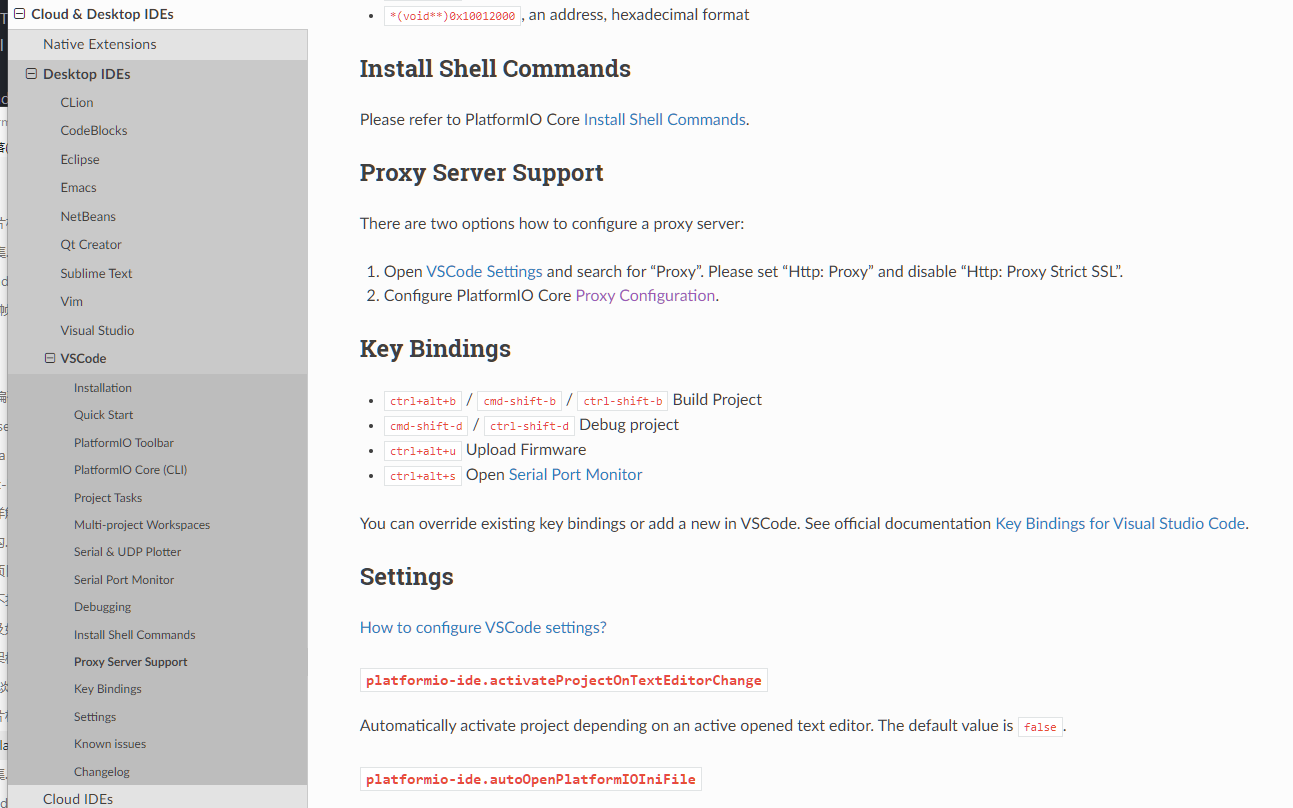 Cloud & Desktop IDEs
Native Extensions
Desktop IDEs
CLion
CodeBlocks
Eclipse
Emacs
NetBeans
Qt Creator
Sublime Text
Vim
Visual Studio
VSCode
Installation
Quick Start
PlatformIO Toolbar
PlatformIO Core (CLI)
Project Tasks
Multi-project Workspaces
Serial & UDP Plotter
Serial Port Monitor
Debugging
Install Shell Commands
Proxy Server Support
Key Bindings
Settings
Known issues
Changelog
Cloud IDEs
• *(void**)0x10012000, an address, hexadecimal format
Install Shell Commands
Please refer to PlatformIO Core Install Shell Commands.
Proxy Server Support
There are two options how to configure a proxy server:
1. Open VSCode Settings and search for “Proxy”. Please set “Http: Proxy” and disable “Http: Proxy Strict SSL”.
2. Configure PlatformIO Core Proxy Configuration.
Key Bindings
• ctrl+alt+b / cmd-shift-b / ctrl-shift-b Build Project
• cmd-shift-d / ctrl-shift-d Debug project
• ctrl+alt+u Upload Firmware
• ctrl+alt+s Open Serial Port Monitor
You can override existing key bindings or add a new in VSCode. See official documentation Key Bindings for Visual Studio Code.
Settings
How to configure VSCode settings?
platformio-ide.activateProjectOnTextEditorChange
Automatically activate project depending on an active opened text editor. The default value is false.
platformio-ide.autoOpenPlatformIOIniFile